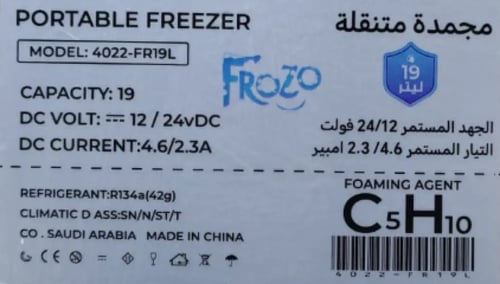 PORTABLE FREEZER
مجمدة متنقلة
MODEL: 4022-FR19L
FROZO
19
ليتر
CAPACITY: 19
DC VOLT: ⎓ 12 / 24vDC
الجهد المستمر 24/12 فولت
DC CURRENT:4.6/2.3A
التيار المستمر 4.6/ 2.3 امبير
REFRIGERANT:R134a(42g)
CLIMATIC D ASS:SN/N/ST/T
CO . SAUDI ARABIA MADE IN CHINA
CE
FOAMING AGENT
C5H10
4022-FR19L